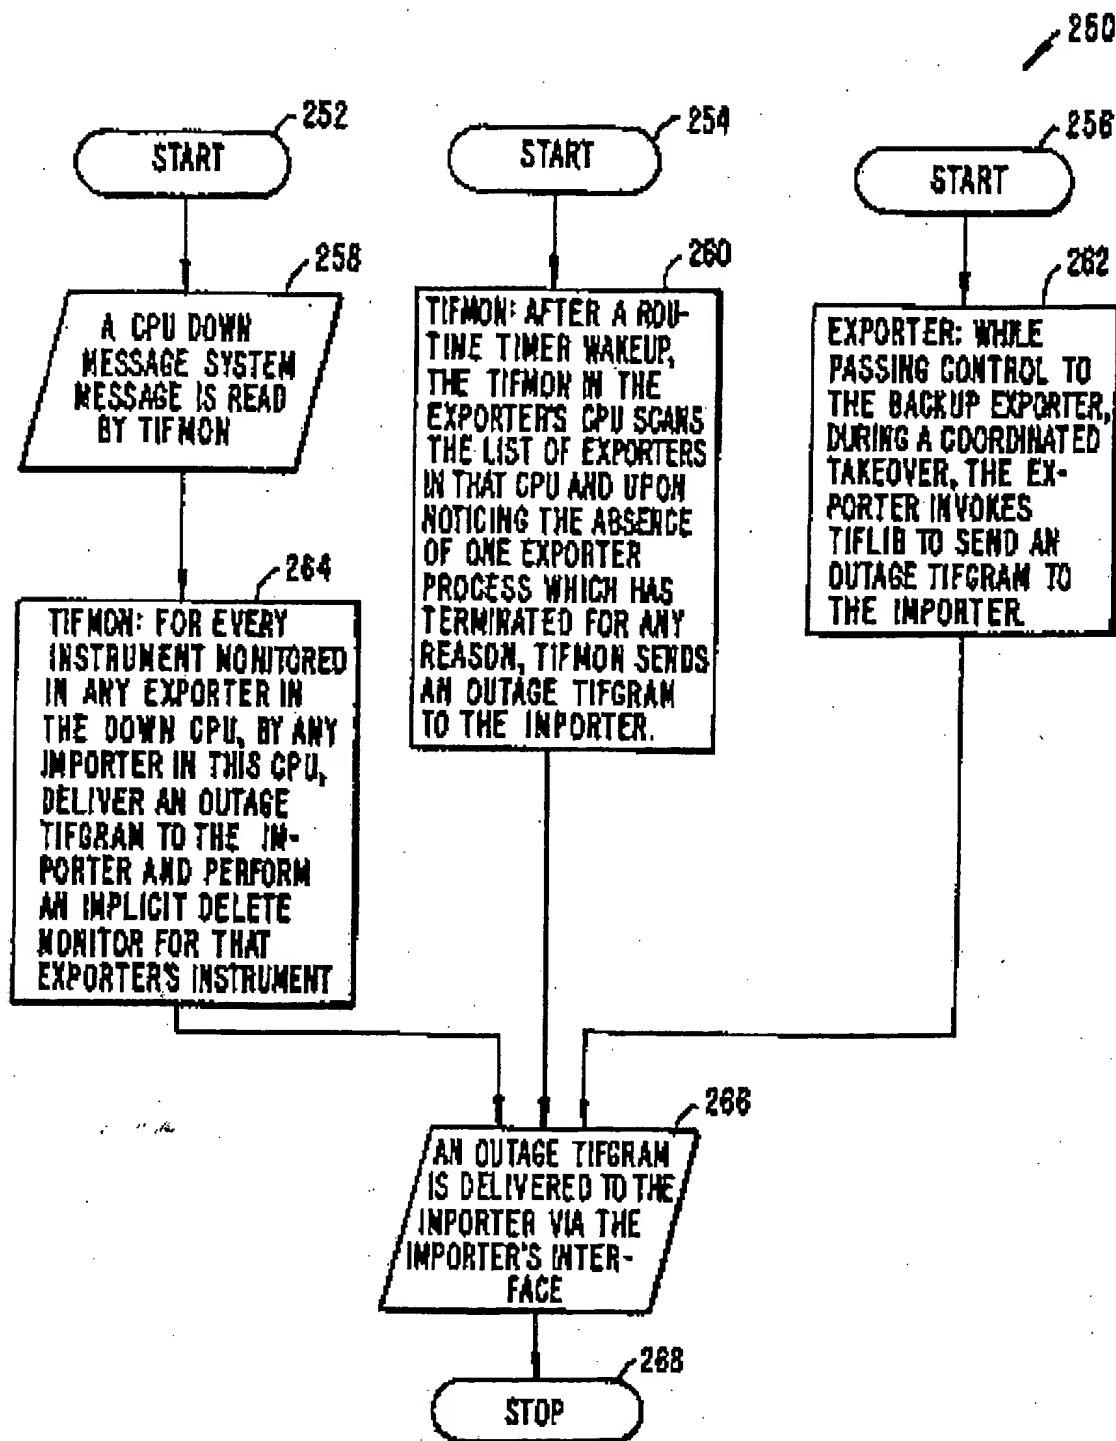 250
252
START
254
START
256
START
258
A CPU DOWN
MESSAGE SYSTEM
MESSAGE IS READ
BY TIFMON
260
TIFMON: AFTER A ROU-
TINE TIMER WAKEUP,
THE TIFMON IN THE
EXPORTER'S CPU SCANS
THE LIST OF EXPORTERS
IN THAT CPU AND UPON
NOTICING THE ABSENCE
OF ONE EXPORTER
PROCESS WHICH HAS
TERMINATED FOR ANY
REASON, TIFMON SENDS
AN OUTAGE TIFGRAM
TO THE IMPORTER.
262
EXPORTER: WHILE
PASSING CONTROL TO
THE BACKUP EXPORTER,
DURING A COORDINATED
TAKEOVER, THE EX-
PORTER INVOKES
TIFLIB TO SEND AN
OUTAGE TIFGRAM TO
THE IMPORTER.
264
TIFMON: FOR EVERY
INSTRUMENT MONITORED
IN ANY EXPORTER IN
THE DOWN CPU, BY ANY
IMPORTER IN THIS CPU,
DELIVER AN OUTAGE
TIFGRAM TO THE IM-
PORTER AND PERFORM
AN IMPLICIT DELETE
MONITOR FOR THAT
EXPORTER'S INSTRUMENT
266
AN OUTAGE TIFGRAM
IS DELIVERED TO THE
IMPORTER VIA THE
IMPORTER'S INTER-
FACE
268
STOP